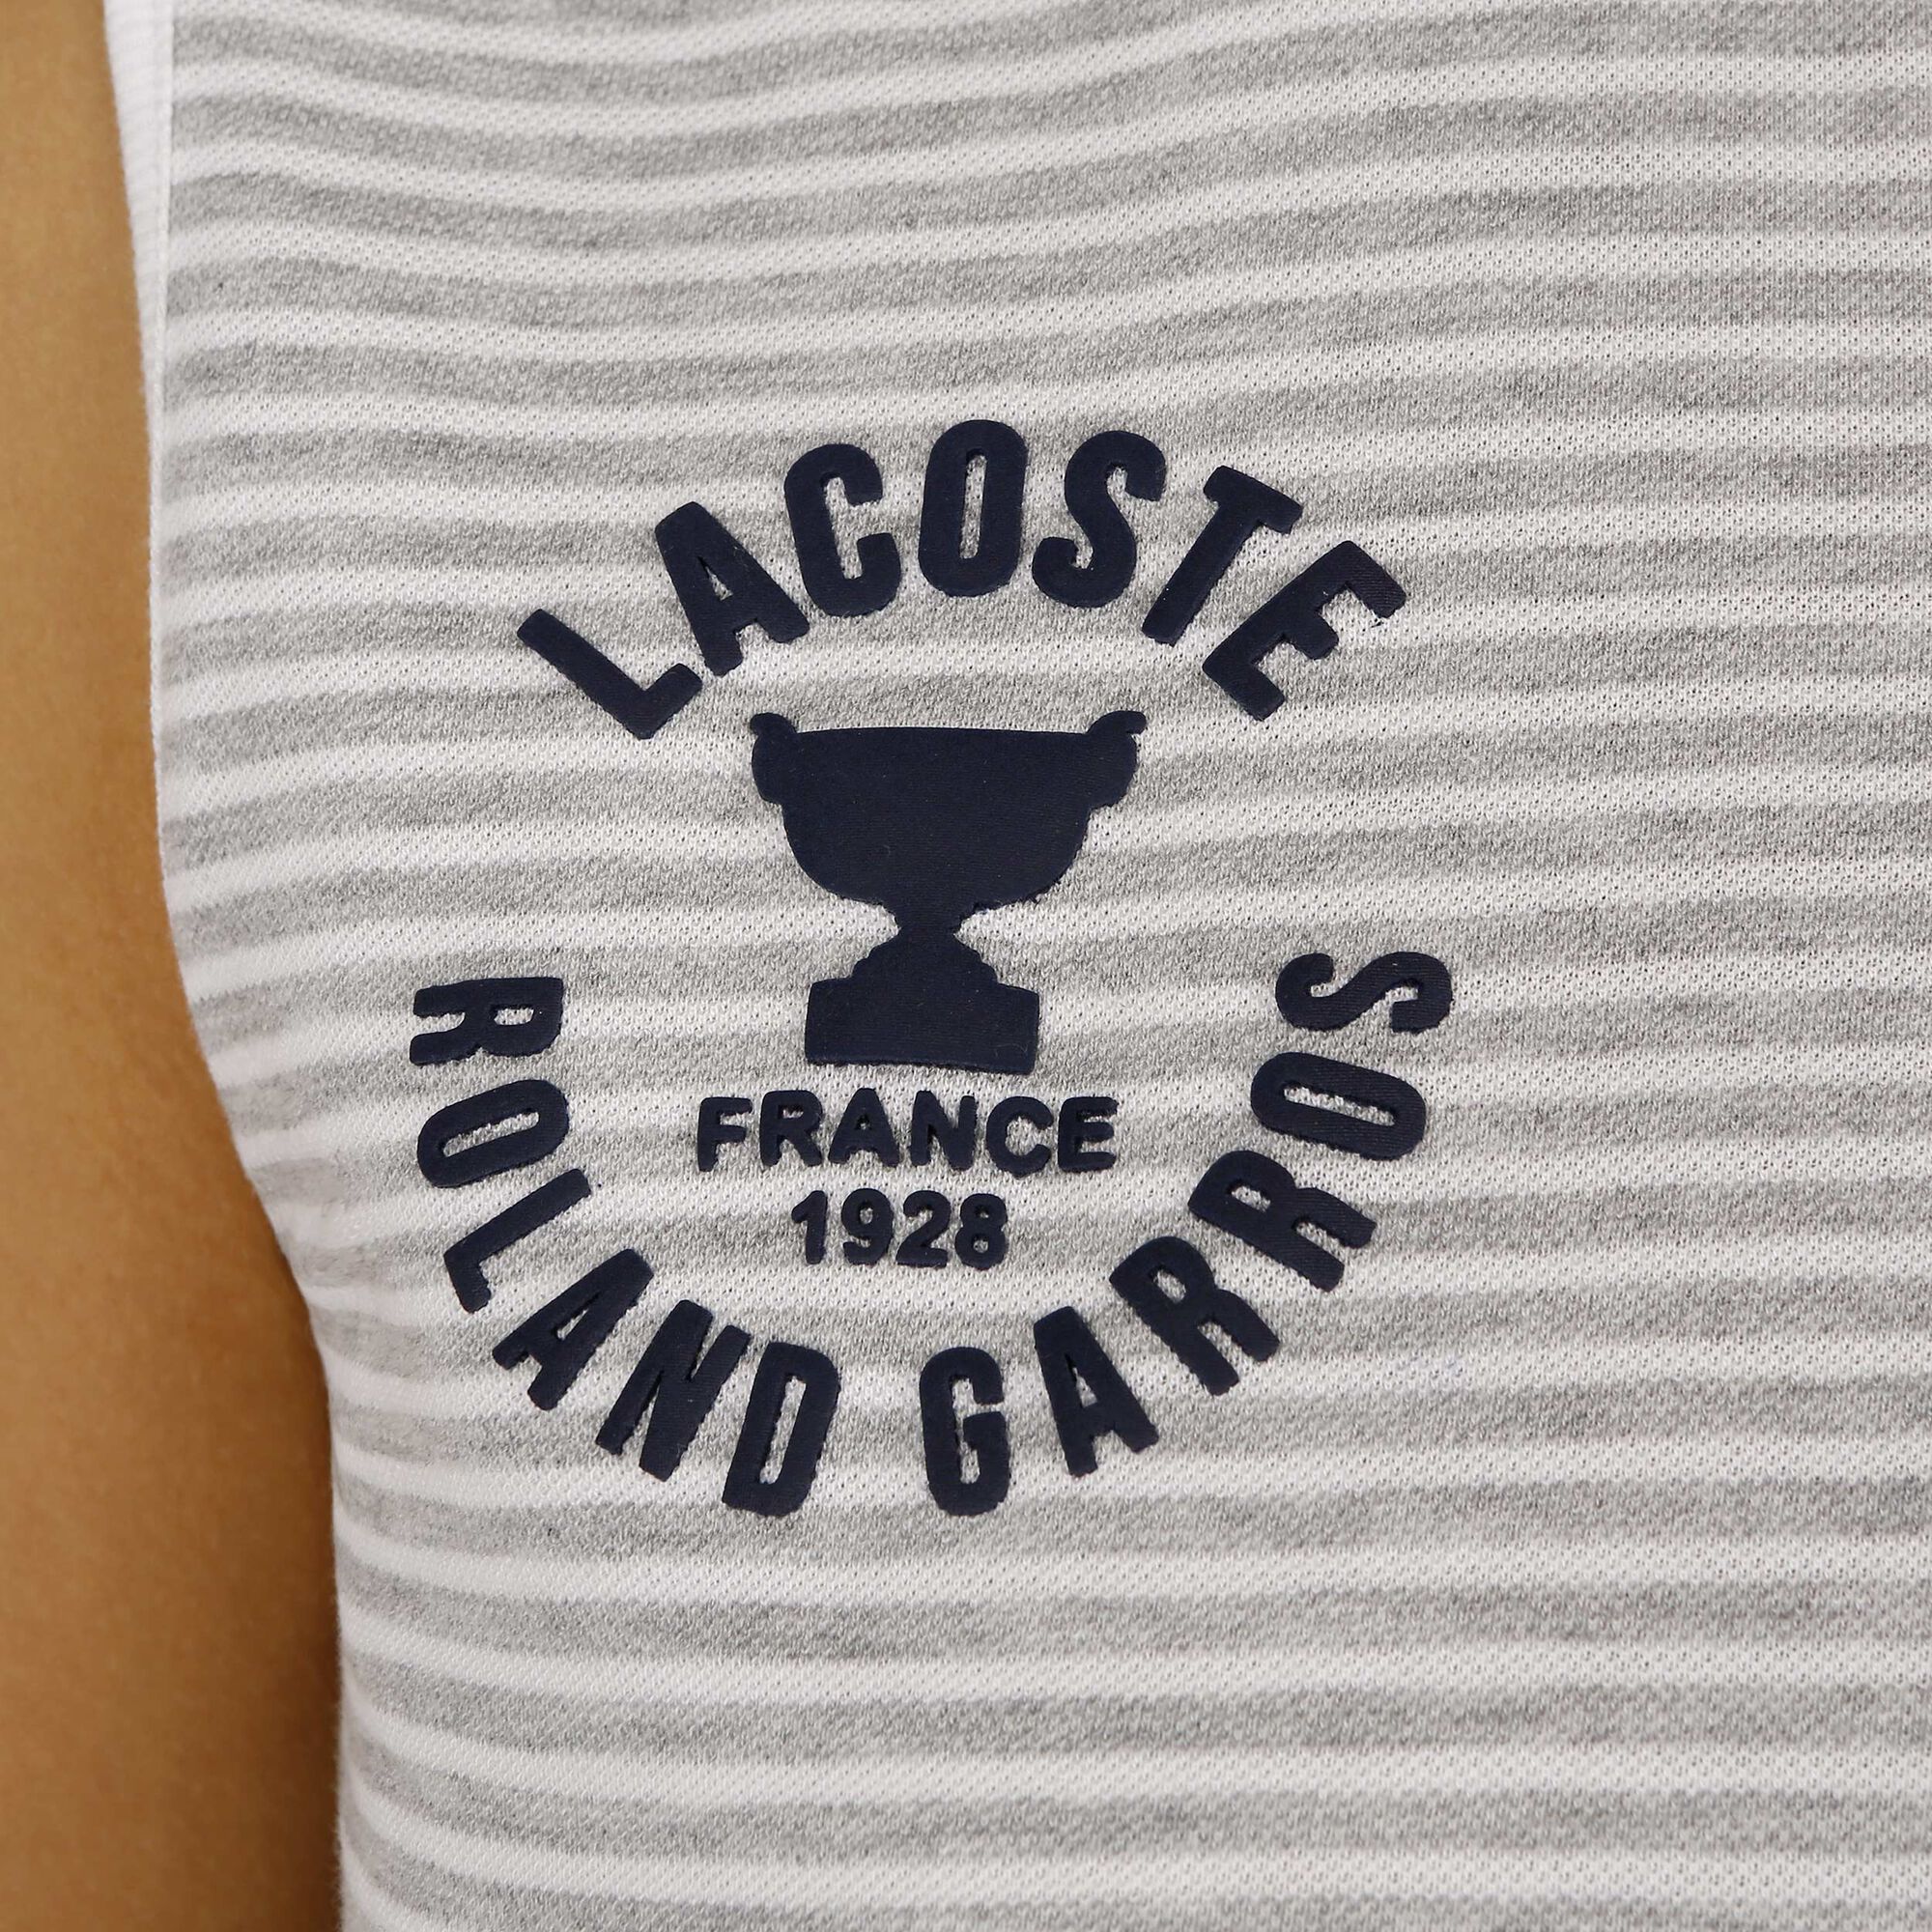 LACOSTE
FRANCE
1928
ROLAND GARROS